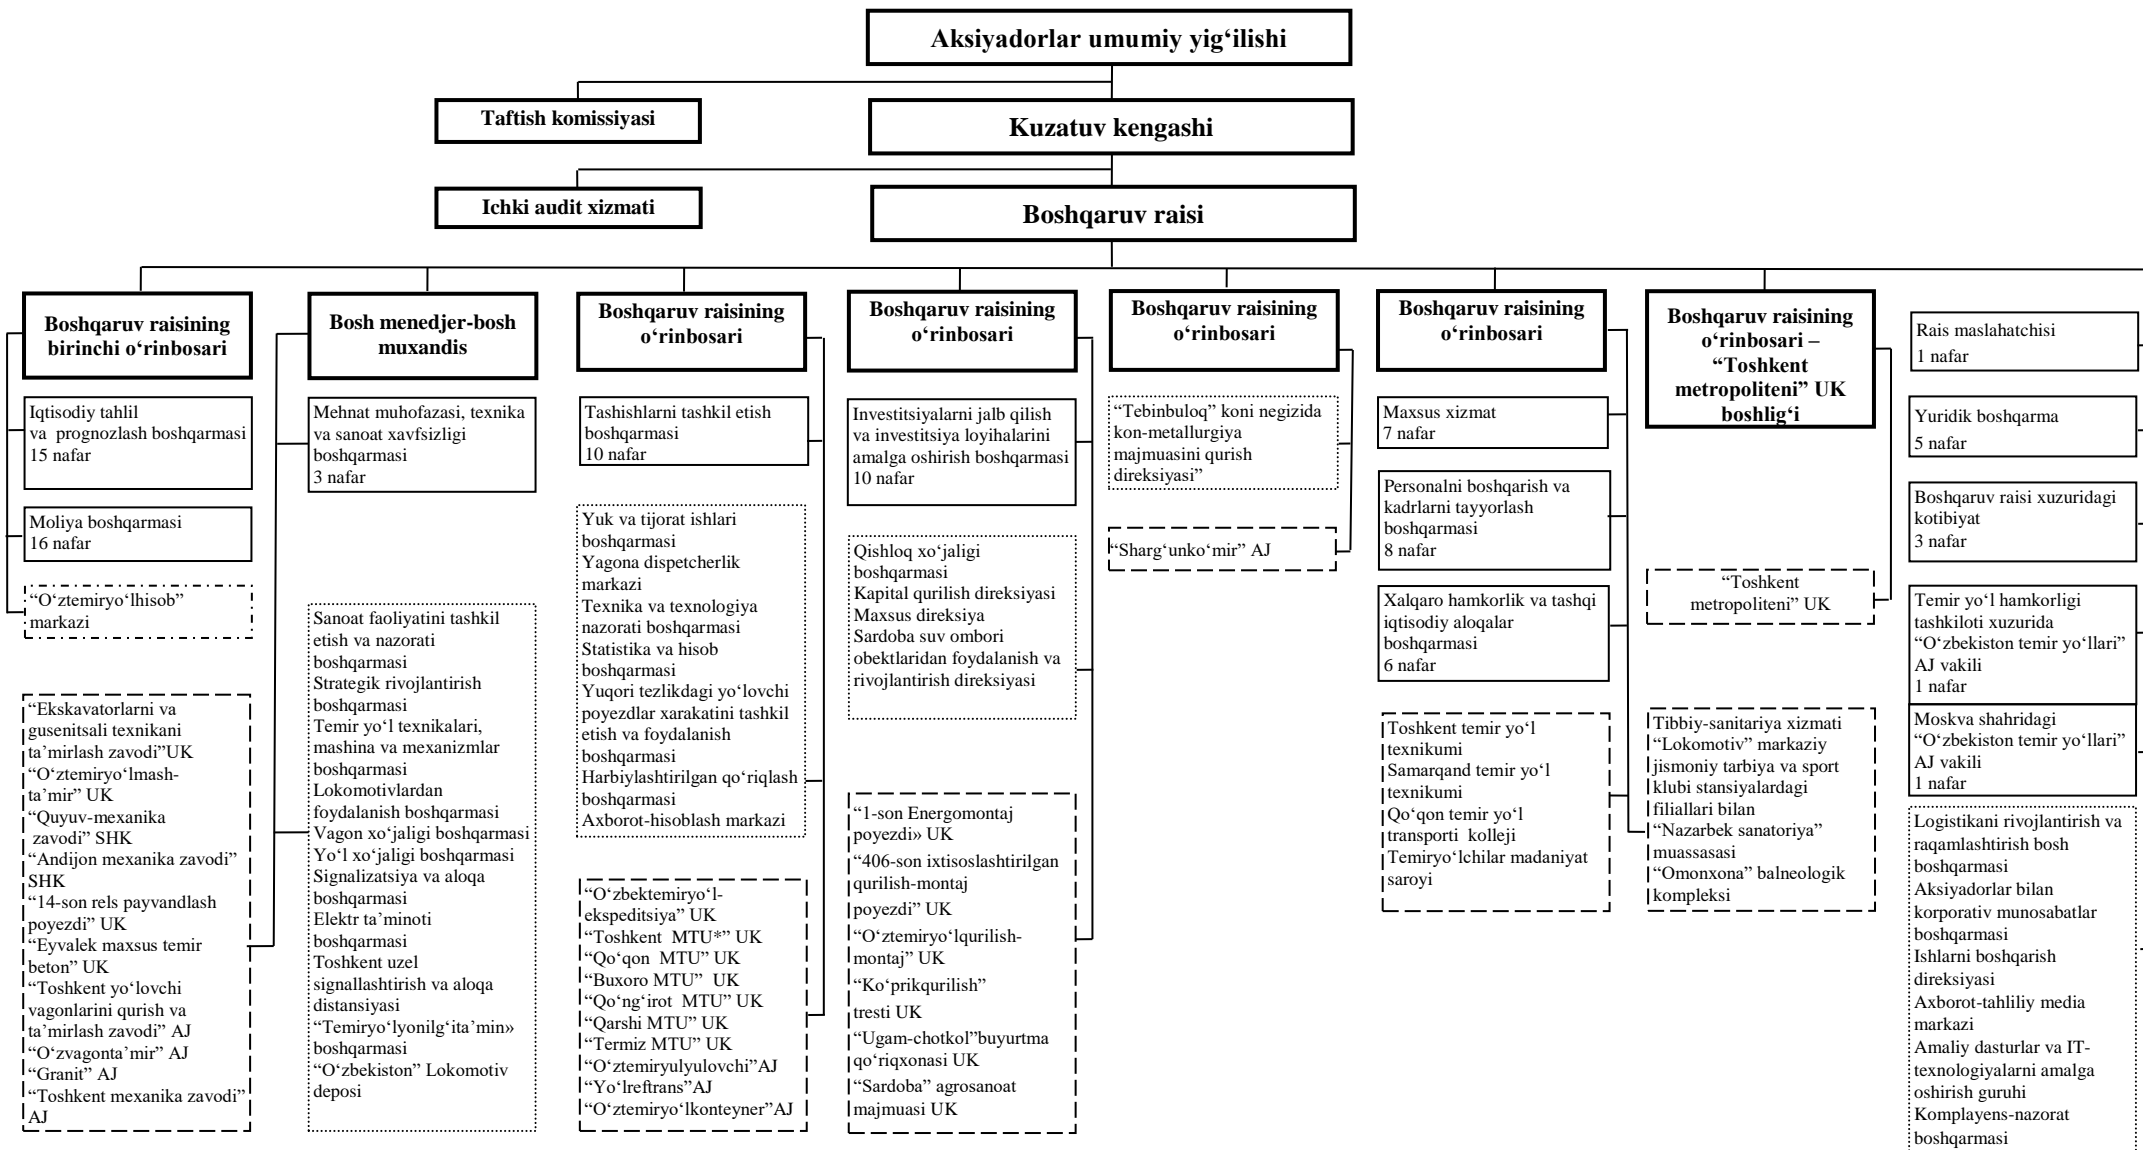 Aksiyadorlar umumiy yig‘ilishi
Taftish komissiyasi
Kuzatuv kengashi
Ichki audit xizmati
Boshqaruv raisi
Boshqaruv raisining
birinchi o‘rinbosari
Iqtisodiy tahlil
va prognozlash boshqarmasi
15 nafar
Moliya boshqarmasi
16 nafar
“O‘ztemiryo‘lhisob”
markazi
“Ekskavatorlarni va
gusenitsali texnikani
ta’mirlash zavodi”UK
“O‘ztemiryo‘lmash-
ta’mir” UK
“Quyuv-mexanika
zavodi” SHK
“Andijon mexanika zavodi”
SHK
“14-son rels payvandlash
poyezdi” UK
“Eyvalek maxsus temir
beton” UK
“Toshkent yo‘lovchi
vagonlarini qurish va
ta’mirlash zavodi” AJ
“O‘zvagonta’mir” AJ
“Granit” AJ
“Toshkent mexanika zavodi”
AJ
Bosh menedjer-bosh
muxandis
Mehnat muhofazasi, texnika
va sanoat xavfsizligi
boshqarmasi
3 nafar
Sanoat faoliyatini tashkil
etish va nazorati
boshqarmasi
Strategik rivojlantirish
boshqarmasi
Temir yo‘l texnikalari,
mashina va mexanizmlar
boshqarmasi
Lokomotivlardan
foydalanish boshqarmasi
Vagon xo‘jaligi boshqarmasi
Yo‘l xo‘jaligi boshqarmasi
Signalizatsiya va aloqa
boshqarmasi
Elektr ta’minoti
boshqarmasi
Toshkent uzel
signallashtirish va aloqa
distansiyasi
“Temiryo‘lyonilg‘ita’min»
boshqarmasi
“O‘zbekiston” Lokomotiv
deposi
Boshqaruv raisining
o‘rinbosari
Tashishlarni tashkil etish
boshqarmasi
10 nafar
Yuk va tijorat ishlari
boshqarmasi
Yagona dispetcherlik
markazi
Texnika va texnologiya
nazorati boshqarmasi
Statistika va hisob
boshqarmasi
Yuqori tezlikdagi yo‘lovchi
poyezdlar xarakatini tashkil
etish va foydalanish
boshqarmasi
Harbiylashtirilgan qo‘riqlash
boshqarmasi
Axborot-hisoblash markazi
“O‘zbektemiryo‘l-
ekspeditsiya” UK
“Toshkent MTU*” UK
“Qo‘qon MTU” UK
“Buxoro MTU” UK
“Qo‘ng‘irot MTU” UK
“Qarshi MTU” UK
“Termiz MTU” UK
“O‘ztemiryulyulovchi”AJ
“Yo‘lreftrans”AJ
“O‘ztemiryo‘lkonteyner”AJ
Boshqaruv raisining
o‘rinbosari
Investitsiyalarni jalb qilish
va investitsiya loyihalarini
amalga oshirish boshqarmasi
10 nafar
Qishloq xo‘jaligi
boshqarmasi
Kapital qurilish direksiyasi
Maxsus direksiya
Sardoba suv ombori
obektlaridan foydalanish va
rivojlantirish direksiyasi
“1-son Energomontaj
poyezdi» UK
“406-son ixtisoslashtirilgan
qurilish-montaj
poyezdi” UK
“O‘ztemiryo‘lqurilish-
montaj” UK
“Ko‘prikqurilish”
tresti UK
“Ugam-chotkol”buyurtma
qo‘riqxonasi UK
“Sardoba” agrosanoat
majmuasi UK
Boshqaruv raisining
o‘rinbosari
“Tebinbuloq” koni negizida
kon-metallurgiya
majmuasini qurish
direksiyasi”
“Sharg‘unko‘mir” AJ
Boshqaruv raisining
o‘rinbosari
Maxsus xizmat
7 nafar
Personalni boshqarish va
kadrlarni tayyorlash
boshqarmasi
8 nafar
Xalqaro hamkorlik va tashqi
iqtisodiy aloqalar
boshqarmasi
6 nafar
Toshkent temir yo‘l
texnikumi
Samarqand temir yo‘l
texnikumi
Qo‘qon temir yo‘l
transporti kolleji
Temiryo‘lchilar madaniyat
saroyi
Boshqaruv raisining
o‘rinbosari –
“Toshkent
metropoliteni” UK
boshlig‘i
“Toshkent
metropoliteni” UK
Tibbiy-sanitariya xizmati
“Lokomotiv” markaziy
jismoniy tarbiya va sport
klubi stansiyalardagi
filiallari bilan
“Nazarbek sanatoriya”
muassasasi
“Omonxona” balneologik
kompleksi
Rais maslahatchisi
1 nafar
Yuridik boshqarma
5 nafar
Boshqaruv raisi xuzuridagi
kotibiyat
3 nafar
Temir yo‘l hamkorligi
tashkiloti xuzurida
“O‘zbekiston temir yo‘llari”
AJ vakili
1 nafar
Moskva shahridagi
“O‘zbekiston temir yo‘llari”
AJ vakili
1 nafar
Logistikani rivojlantirish va
raqamlashtirish bosh
boshqarmasi
Aksiyadorlar bilan
korporativ munosabatlar
boshqarmasi
Ishlarni boshqarish
direksiyasi
Axborot-tahliliy media
markazi
Amaliy dasturlar va IT-
texnologiyalarni amalga
oshirish guruhi
Komplayens-nazorat
boshqarmasi